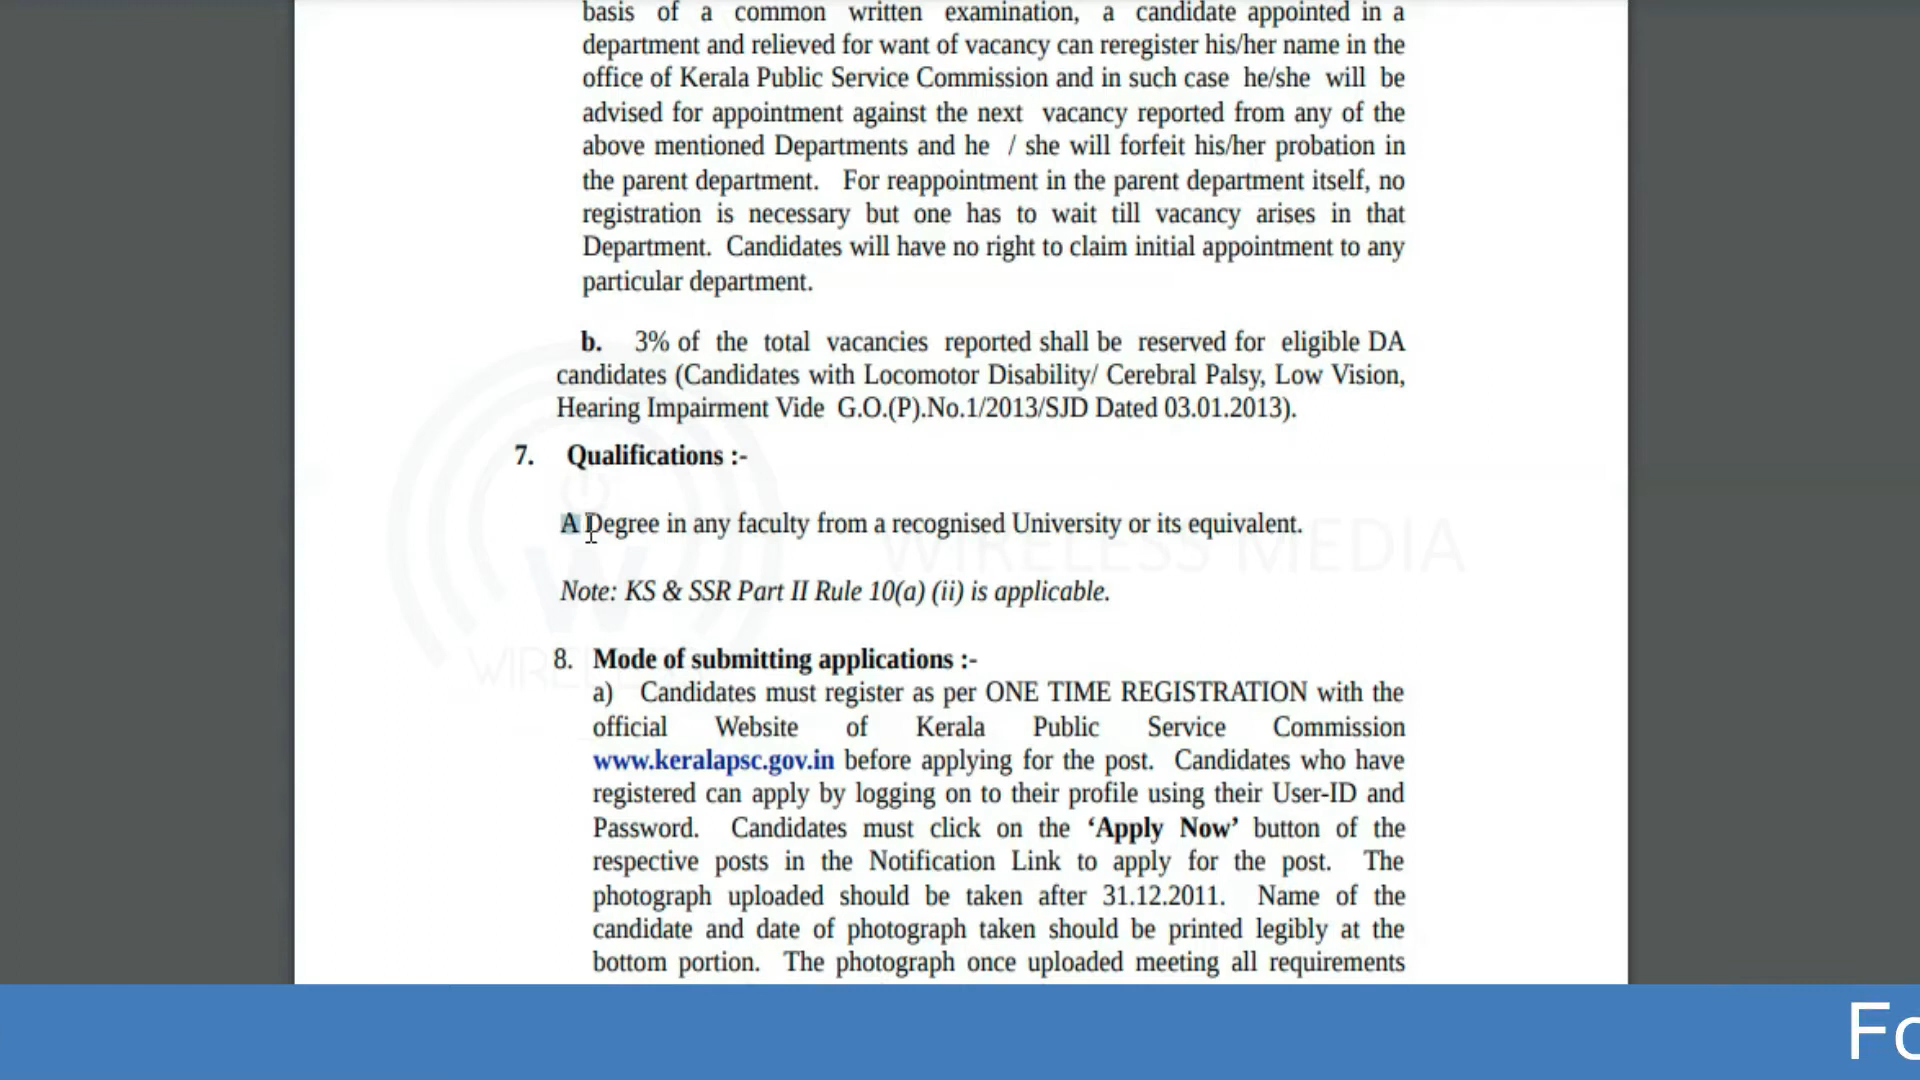 basis of a common written examination, a candidate appointed in a
department and relieved for want of vacancy can reregister his/her name in the
office of Kerala Public Service Commission and in such case he/she will be
advised for appointment against the next vacancy reported from any of the
above mentioned Departments and he / she will forfeit his/her probation in
the parent department. For reappointment in the parent department itself, no
registration is necessary but one has to wait till vacancy arises in that
Department. Candidates will have no right to claim initial appointment to any
particular department.
b. 3% of the total vacancies reported shall be reserved for eligible DA
candidates (Candidates with Locomotor Disability/ Cerebral Palsy, Low Vision,
Hearing Impairment Vide G.O.(P).No.1/2013/SJD Dated 03.01.2013).
7. Qualifications :-
A Degree in any faculty from a recognised University or its equivalent.
WIRELESS MEDIA
Note: KS & SSR Part II Rule 10(a) (ii) is applicable.
W
WIRELESS
8. Mode of submitting applications :-
a) Candidates must register as per ONE TIME REGISTRATION with the
official Website of Kerala Public Service Commission
www.keralapsc.gov.in before applying for the post. Candidates who have
registered can apply by logging on to their profile using their User-ID and
Password. Candidates must click on the ‘Apply Now’ button of the
respective posts in the Notification Link to apply for the post. The
photograph uploaded should be taken after 31.12.2011. Name of the
candidate and date of photograph taken should be printed legibly at the
bottom portion. The photograph once uploaded meeting all requirements